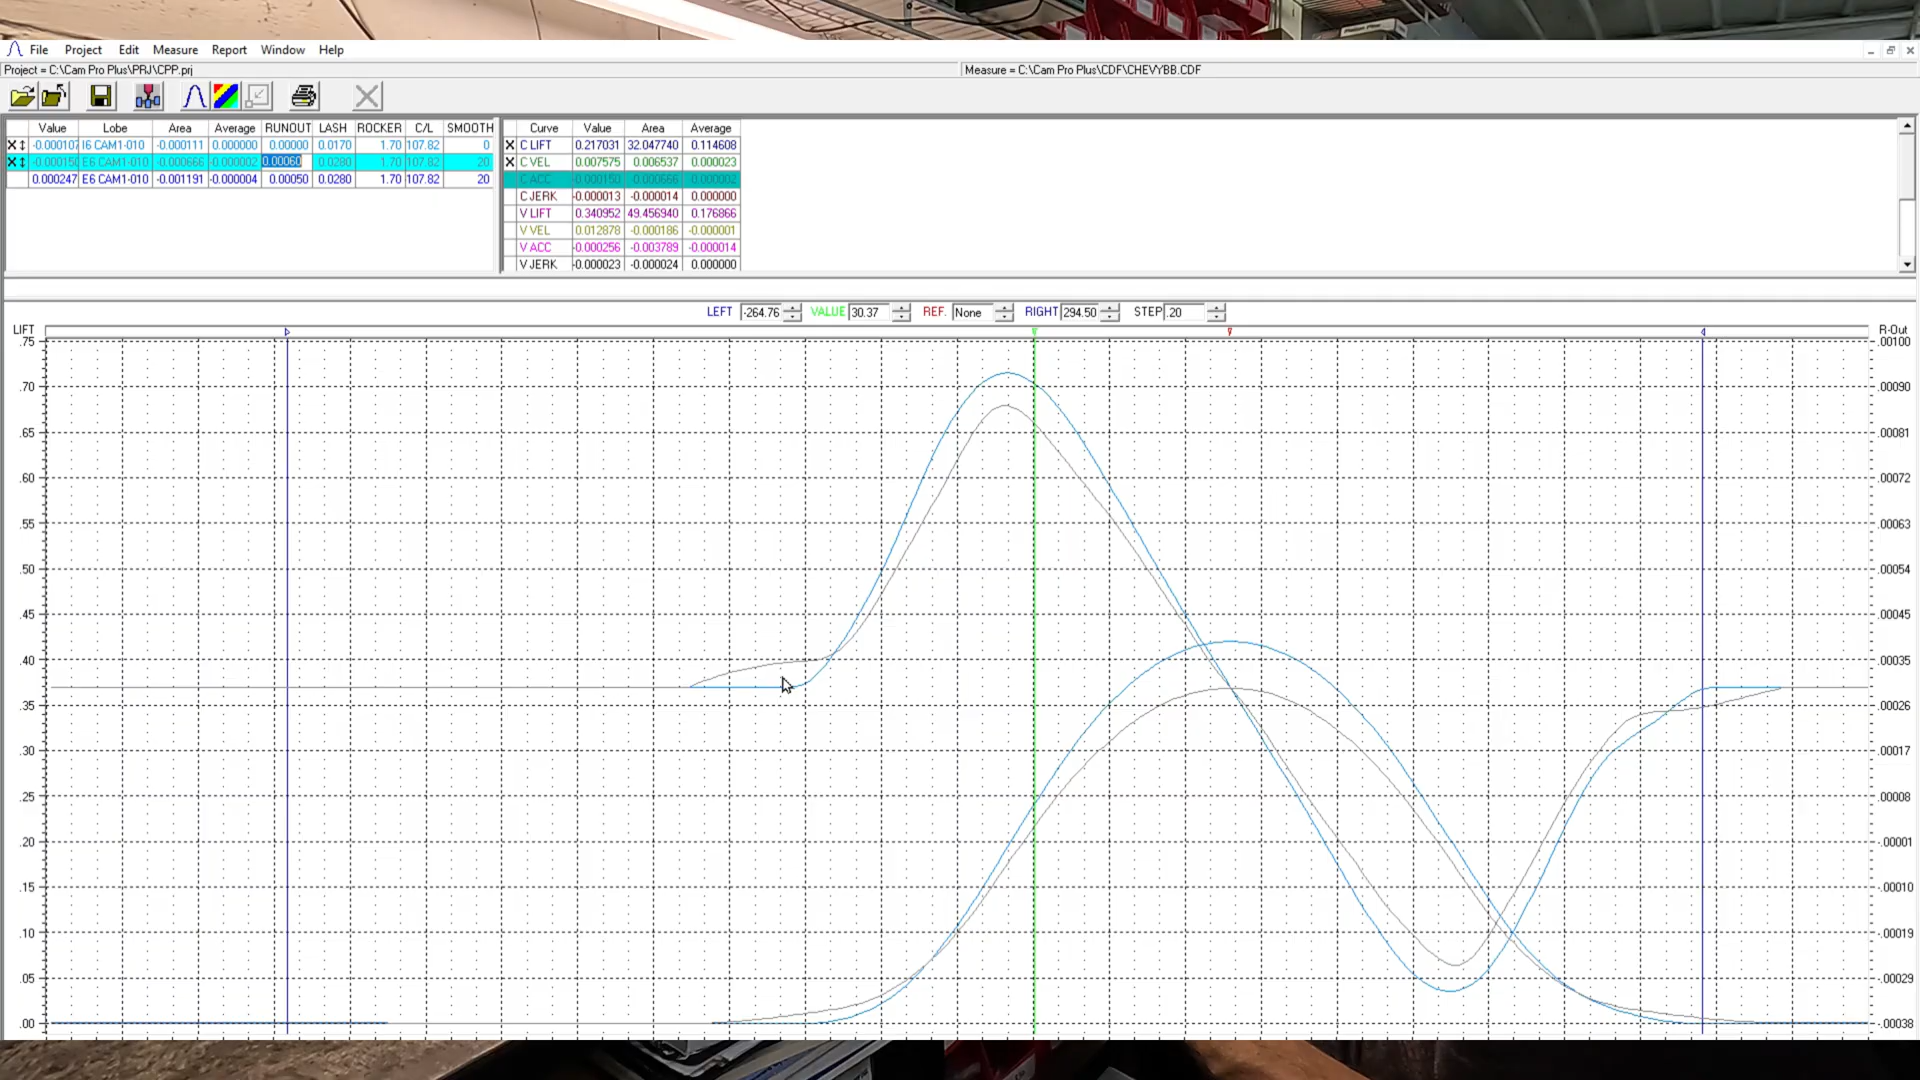 File Project Edit Measure Report Window Help
Project = C:\Cam Pro Plus\PRJ\CPP.prj Measure = C:\Cam Pro Plus\CDF\CHEVYBB.CDF
Value Lobe Area Average RUNOUT LASH ROCKER C/L SMOOTH
-0.000107 I6 CAM1-010 -0.000111 0.000000 0.00000 0.0170 1.70 107.82 0
-0.000150 E6 CAM1-010 -0.000666 -0.000002 0.00060 0.0280 1.70 107.82 20
0.000247 E6 CAM1-010 -0.001191 -0.000004 0.00050 0.0280 1.70 107.82 20
Curve Value Area Average
X C LIFT 0.217031 32.047740 0.114608
X C VEL 0.007575 0.006537 0.000023
C ACC -0.000150 -0.000666 -0.000002
C JERK -0.000013 -0.000014 0.000000
V LIFT 0.340952 49.456940 0.176866
V VEL 0.012878 -0.000186 -0.000001
V ACC -0.000256 -0.003789 -0.000014
V JERK -0.000023 -0.000024 0.000000
LEFT -264.76 VALUE 30.37 REF. None RIGHT 294.50 STEP .20
LIFT R-Out
.75 .00100
.70 .00090
.65 .00081
.60 .00072
.55 .00063
.50 .00054
.45 .00045
.40 .00035
.35 .00026
.30 .00017
.25 .00008
.20 -.00001
.15 -.00010
.10 -.00019
.05 -.00029
.00 -.00038